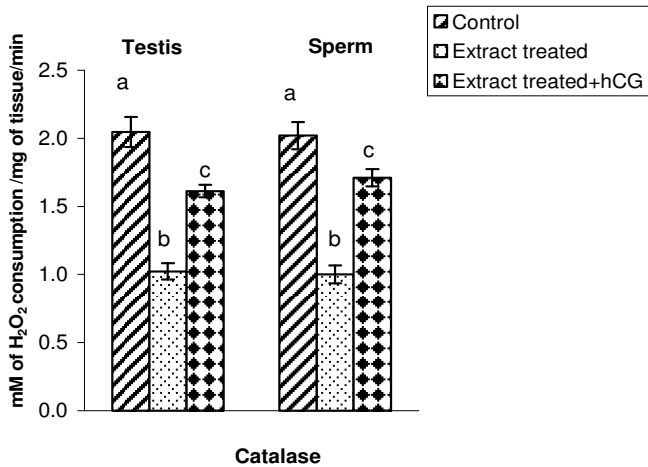 Control
Extract treated
Extract treated+hCG
Testis Sperm
2.5
2.0
1.5
1.0
0.5
0.0
mM of H₂O₂ consumption /mg of tissue/min
a
b
c
a
b
c
Catalase